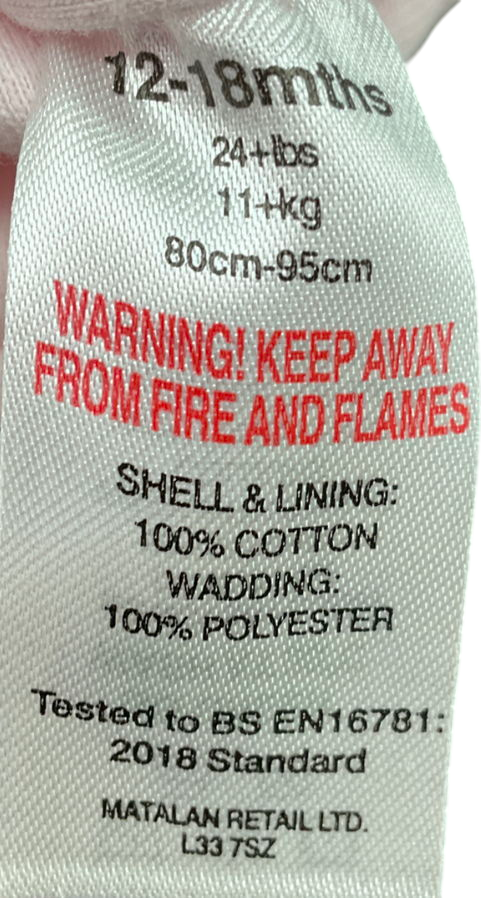 12-18mths
24+lbs
11+kg
80cm-95cm
WARNING! KEEP AWAY
FROM FIRE AND FLAMES
SHELL & LINING:
100% COTTON
WADDING:
100% POLYESTER
Tested to BS EN16781:
2018 Standard
MATALAN RETAIL LTD.
L33 7SZ